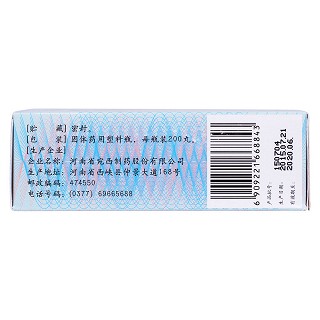 [贮 藏] 密封。
[包 装] 固体药用塑料瓶，每瓶装200丸。
[生产企业]
企业名称：河南省宛西制药股份有限公司
生产地址：河南省西峡县仲景大道168号
邮政编码：474550
电话号码：(0377) 69665688
6 909221 668843
产品批号：150704
生产日期：2015.07.21
有效期至：2020.06.